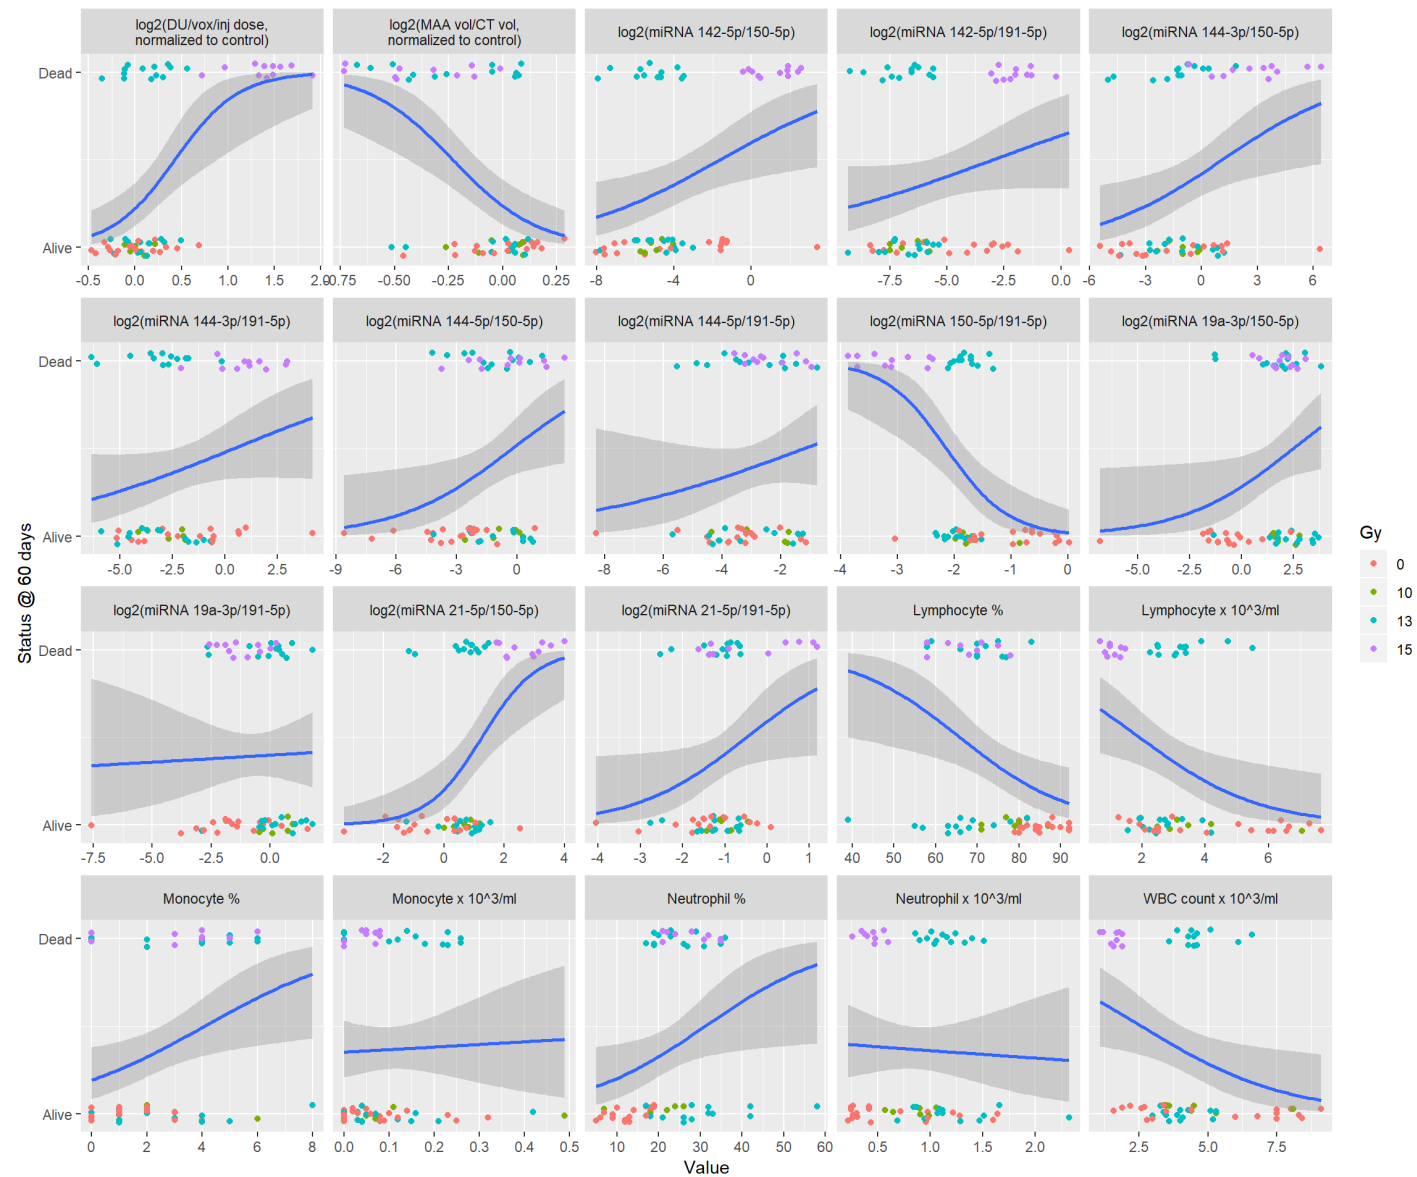 log2(DU/vox/inj dose,
normalized to control)
log2(MAA vol/CT vol,
normalized to control)
log2(miRNA 142-5p/150-5p)
log2(miRNA 142-5p/191-5p)
log2(miRNA 144-3p/150-5p)
Dead
Alive
-0.5 0.0 0.5 1.0 1.5 2.0
-0.75 -0.50 -0.25 0.00 0.25
-8 -4 0
-7.5 -5.0 -2.5 0.0
-6 -3 0 3 6
log2(miRNA 144-3p/191-5p)
log2(miRNA 144-5p/150-5p)
log2(miRNA 144-5p/191-5p)
log2(miRNA 150-5p/191-5p)
log2(miRNA 19a-3p/150-5p)
Dead
Alive
-5.0 -2.5 0.0 2.5
-9 -6 -3 0
-8 -6 -4 -2
-4 -3 -2 -1 0
-5.0 -2.5 0.0 2.5
log2(miRNA 19a-3p/191-5p)
log2(miRNA 21-5p/150-5p)
log2(miRNA 21-5p/191-5p)
Lymphocyte %
Lymphocyte x 10^3/ml
Dead
Alive
-7.5 -5.0 -2.5 0.0
-2 0 2 4
-4 -3 -2 -1 0 1
40 50 60 70 80 90
2 4 6
Monocyte %
Monocyte x 10^3/ml
Neutrophil %
Neutrophil x 10^3/ml
WBC count x 10^3/ml
Dead
Alive
0 2 4 6 8
0.0 0.1 0.2 0.3 0.4 0.5
10 20 30 40 50 60
0.5 1.0 1.5 2.0
2.5 5.0 7.5
Value
Status @ 60 days
Gy
0
10
13
15